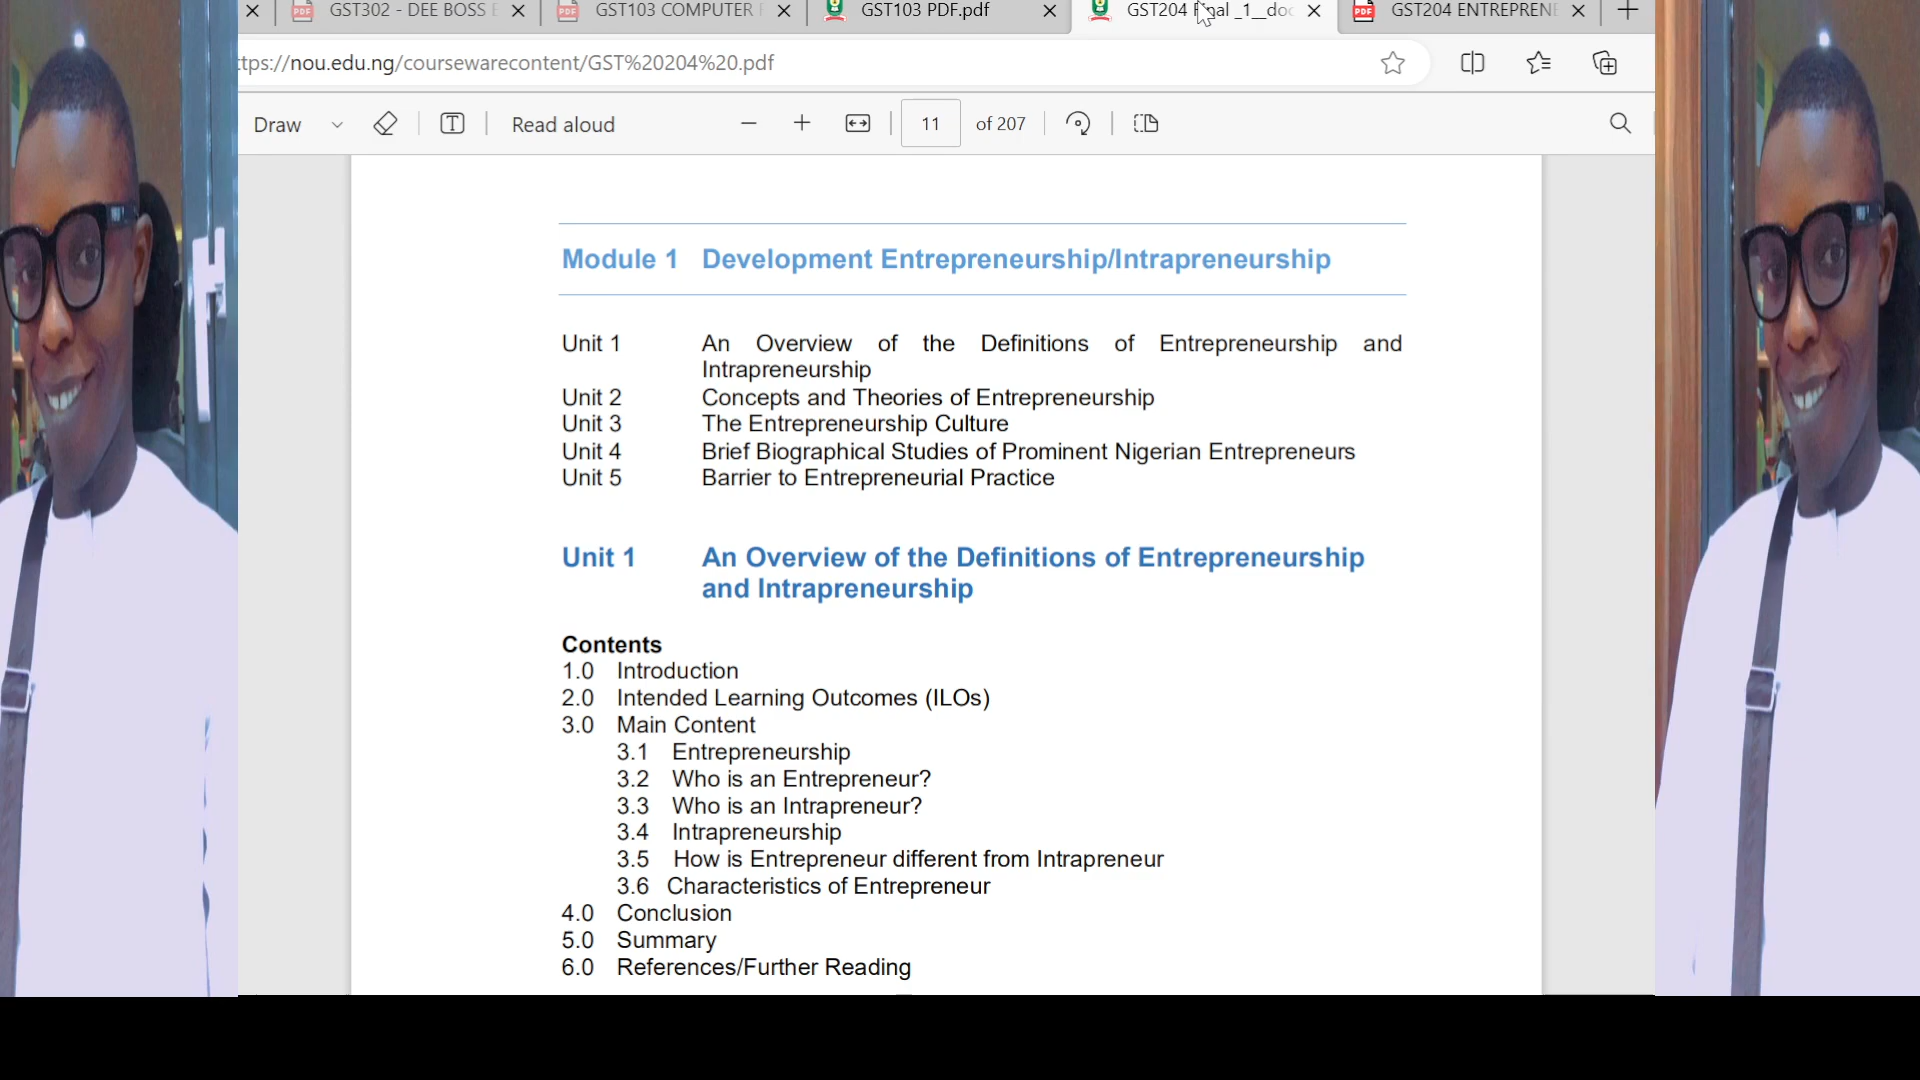 GST302 - DEE BOSS E
GST103 COMPUTER F
GST103 PDF.pdf
GST204 Final _1__doc
GST204 ENTREPRENE
tps://nou.edu.ng/coursewarecontent/GST%20204%20.pdf
Draw
Read aloud
11 of 207
Module 1 Development Entrepreneurship/Intrapreneurship
Unit 1 An Overview of the Definitions of Entrepreneurship and
Intrapreneurship
Unit 2 Concepts and Theories of Entrepreneurship
Unit 3 The Entrepreneurship Culture
Unit 4 Brief Biographical Studies of Prominent Nigerian Entrepreneurs
Unit 5 Barrier to Entrepreneurial Practice
Unit 1 An Overview of the Definitions of Entrepreneurship
and Intrapreneurship
Contents
1.0 Introduction
2.0 Intended Learning Outcomes (ILOs)
3.0 Main Content
3.1 Entrepreneurship
3.2 Who is an Entrepreneur?
3.3 Who is an Intrapreneur?
3.4 Intrapreneurship
3.5 How is Entrepreneur different from Intrapreneur
3.6 Characteristics of Entrepreneur
4.0 Conclusion
5.0 Summary
6.0 References/Further Reading